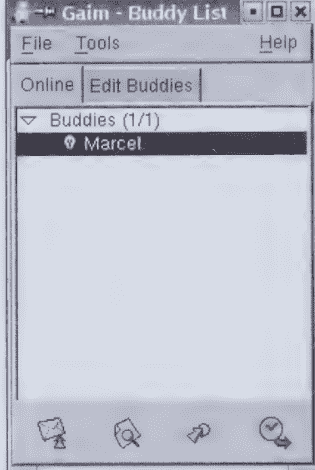 Gaim - Buddy List
File Tools Help
Online Edit Buddies
Buddies (1/1)
Marcel